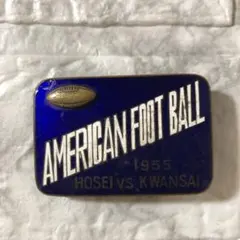 AMERICAN FOOT BALL
1955
HOSEI VS. KWANSAI